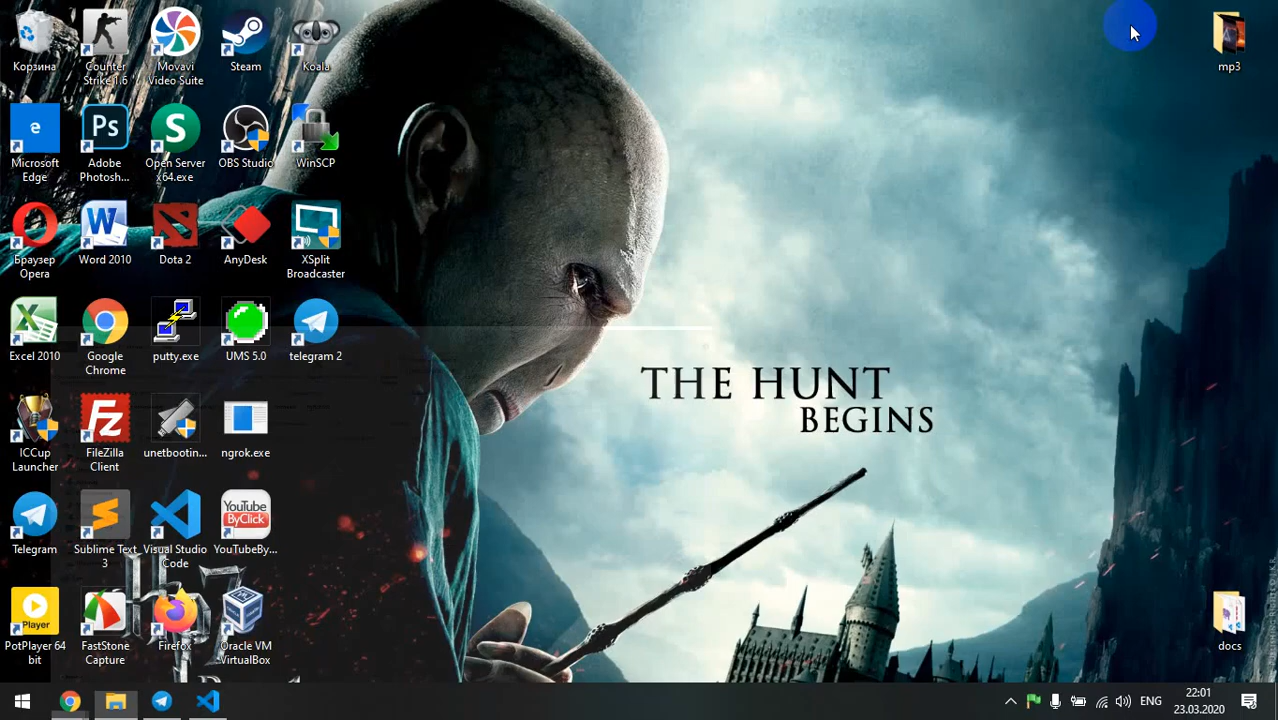 Корзина
Counter
Strike 1.6
Movavi
Video Suite
Steam
Koala
mp3
e
Microsoft
Edge
Ps
Adobe
Photosh...
S
Open Server
x64.exe
OBS Studio
WinSCP
Браузер
Opera
W
Word 2010
Dota 2
AnyDesk
XSplit
Broadcaster
Excel 2010
Google
Chrome
putty.exe
UMS 5.0
telegram 2
THE HUNT
BEGINS
ICCup
Launcher
Fz
FileZilla
Client
unetbootin...
ngrok.exe
Telegram
Sublime Text
3
Visual Studio
Code
YouTube
ByClick
YouTubeBy...
Player
PotPlayer 64
bit
FastStone
Capture
Firefox
Oracle VM
VirtualBox
docs
ENG
22:01
23.03.2020